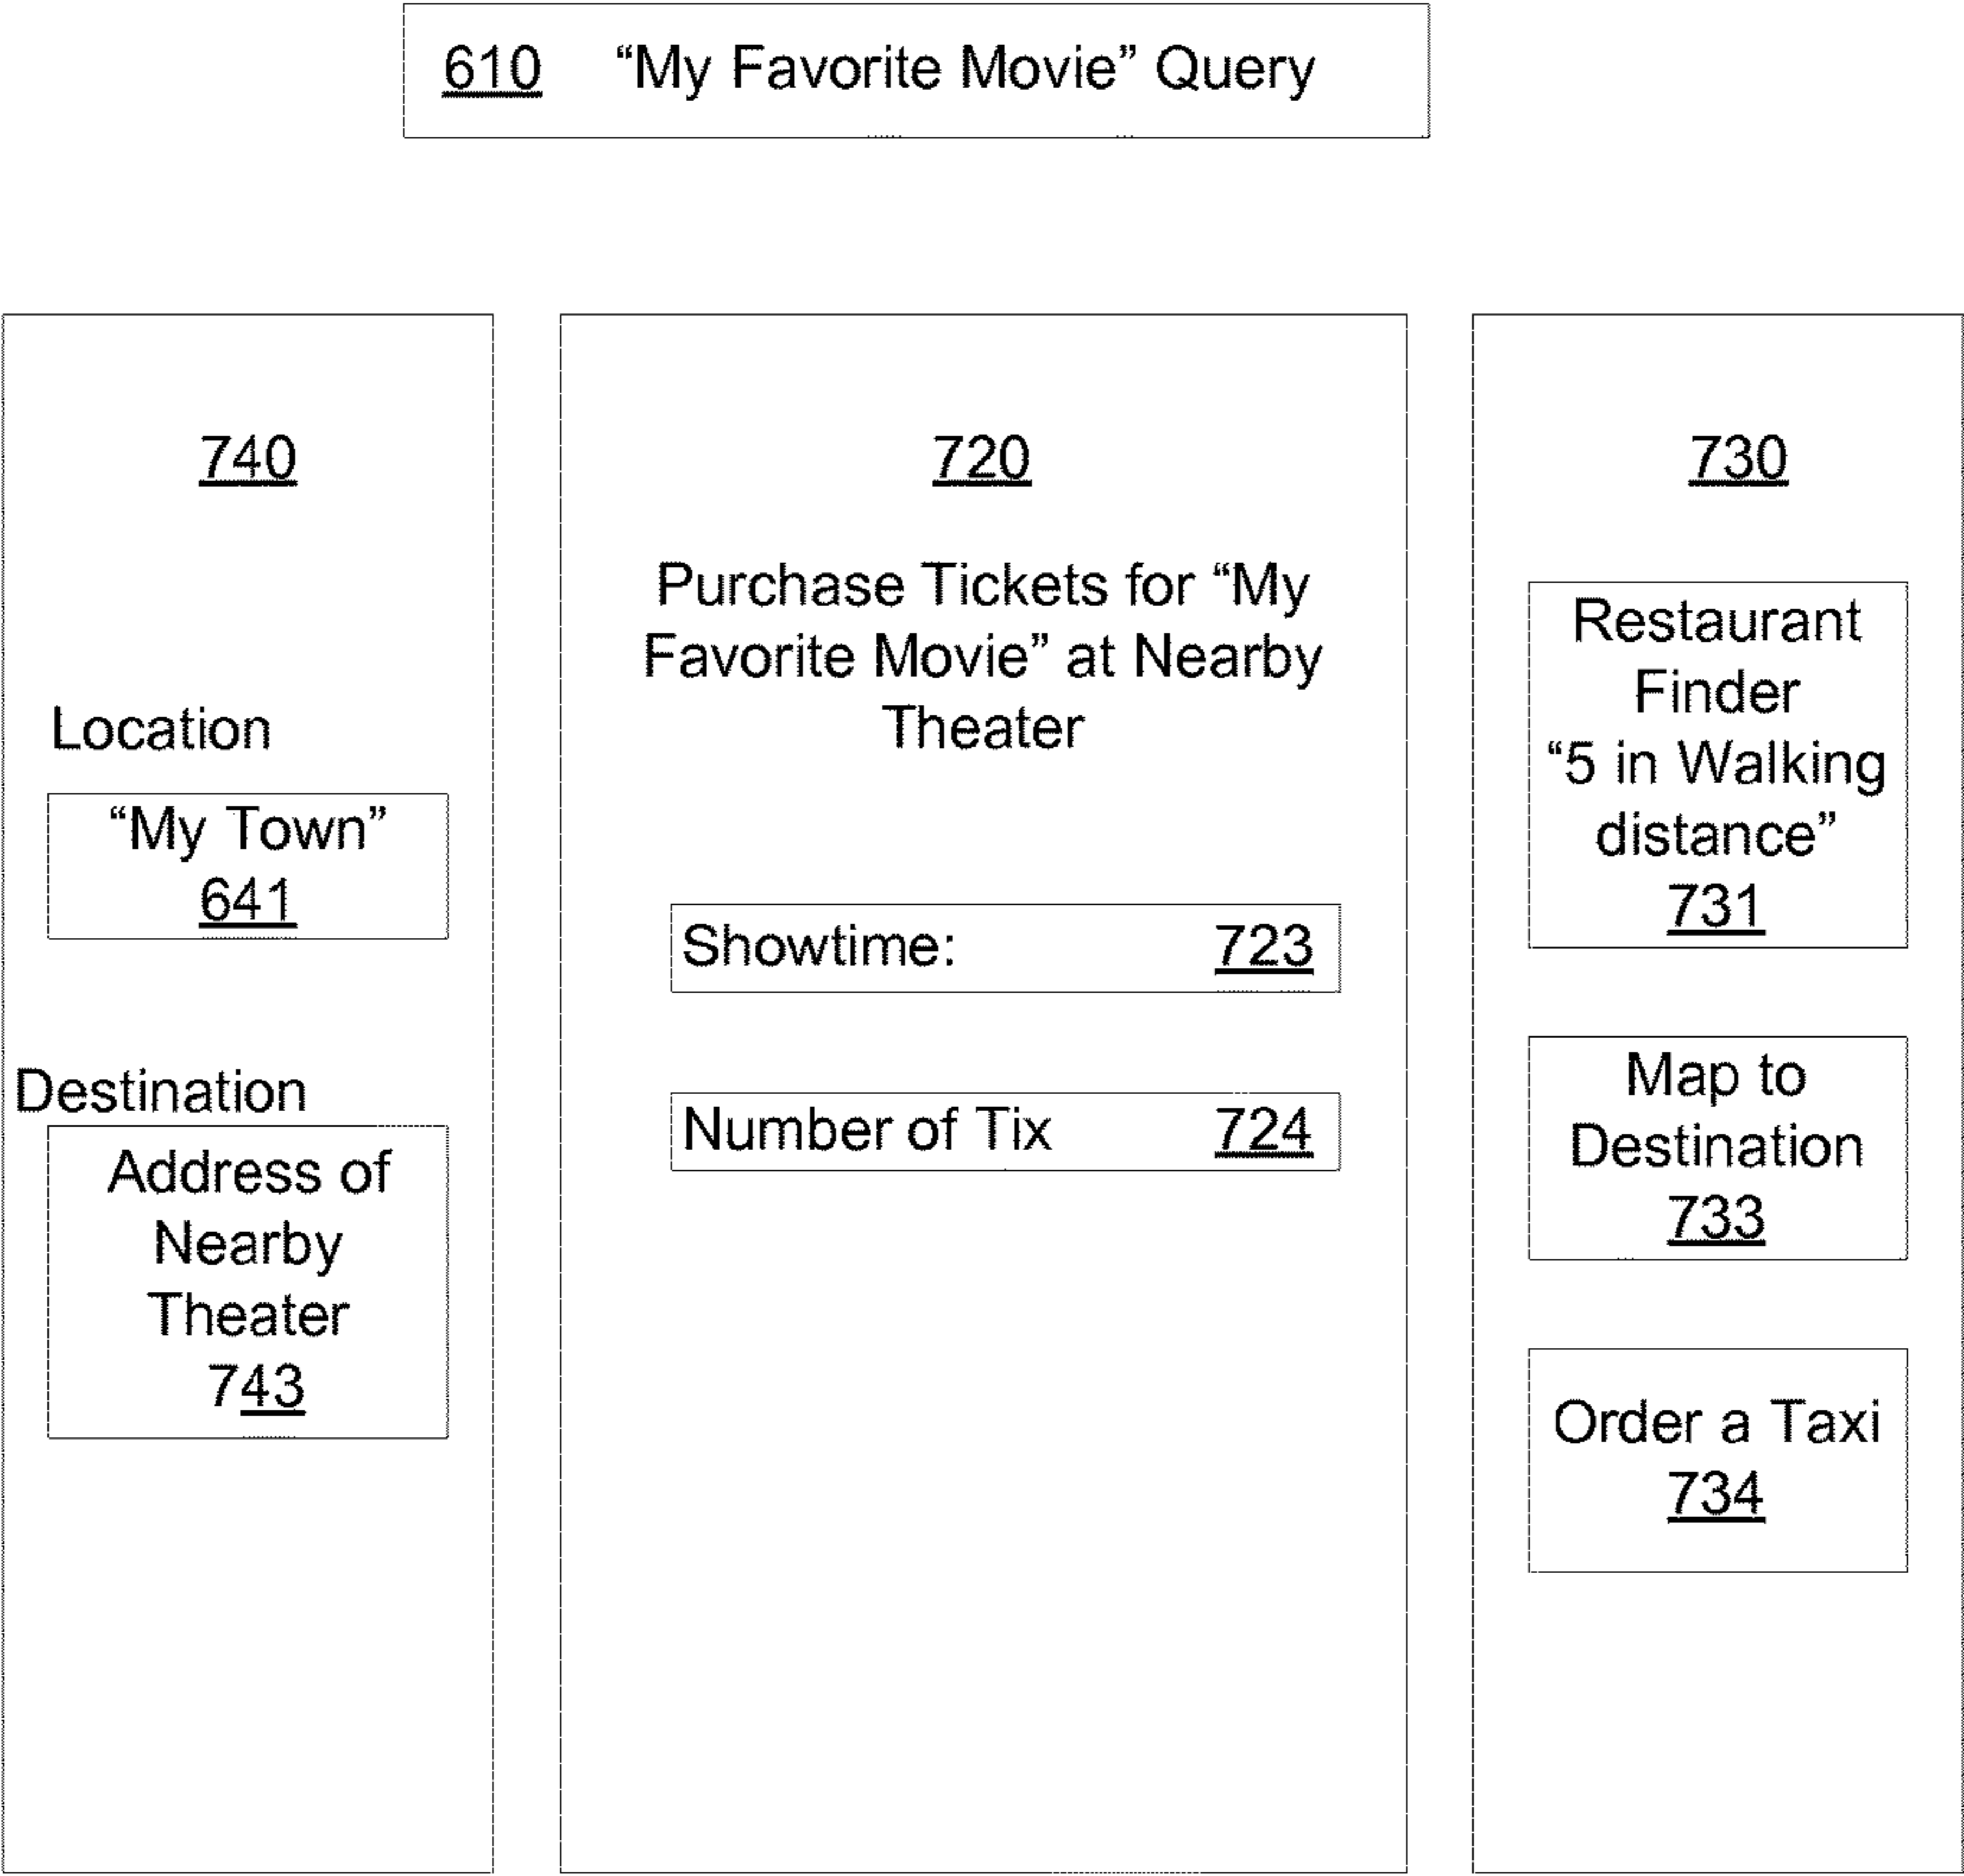 610 “My Favorite Movie” Query
740
Location
“My Town”
641
Destination
Address of
Nearby
Theater
743
720
Purchase Tickets for “My
Favorite Movie” at Nearby
Theater
Showtime: 723
Number of Tix 724
730
Restaurant
Finder
“5 in Walking
distance”
731
Map to
Destination
733
Order a Taxi
734